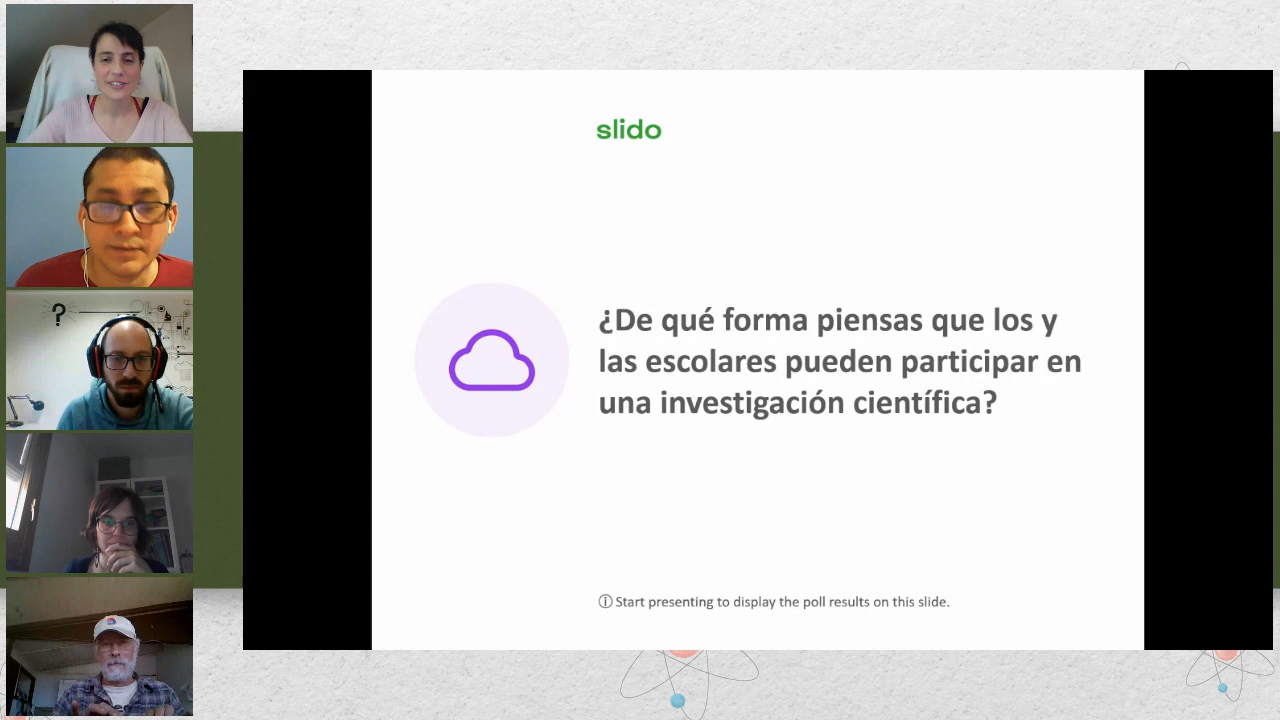 slido
¿De qué forma piensas que los y
las escolares pueden participar en
una investigación científica?
Start presenting to display the poll results on this slide.
?